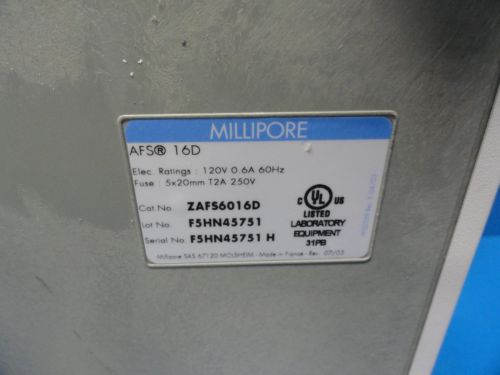 MILLIPORE
AFS® 16D
Elec. Ratings : 120V 0.6A 60Hz
Fuse : 5x20mm T2A 250V
Cat.No. ZAFS6016D
Lot No. F5HN45751
Serial No. F5HN45751 H
C UL US
LISTED
LABORATORY
EQUIPMENT
31PB
Millipore SAS 67120 MOLSHEIM - Made in France - Rev. 07/03